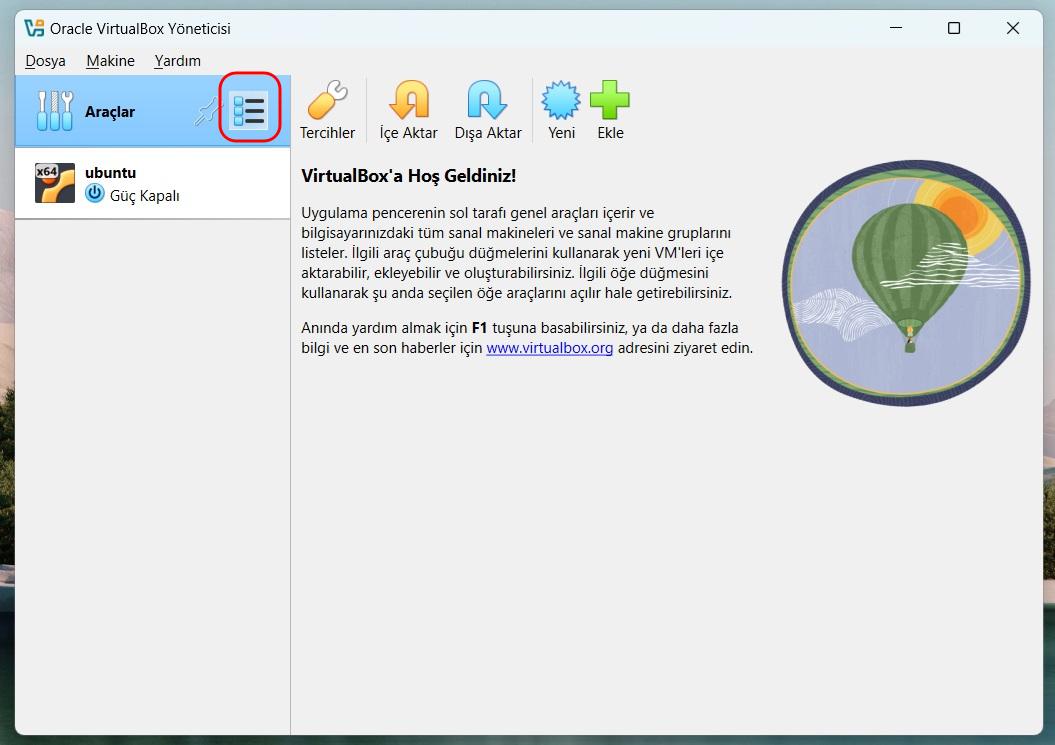 Oracle VirtualBox Yöneticisi
Dosya Makine Yardım
Araçlar
Tercihler İçe Aktar Dışa Aktar Yeni Ekle
x64
ubuntu
Güç Kapalı
VirtualBox'a Hoş Geldiniz!
Uygulama pencerenin sol tarafı genel araçları içerir ve
bilgisayarınızdaki tüm sanal makineleri ve sanal makine gruplarını
listeler. İlgili araç çubuğu düğmelerini kullanarak yeni VM'leri içe
aktarabilir, ekleyebilir ve oluşturabilirsiniz. İlgili öğe düğmesini
kullanarak şu anda seçilen öğe araçlarını açılır hale getirebilirsiniz.
Anında yardım almak için F1 tuşuna basabilirsiniz, ya da daha fazla
bilgi ve en son haberler için www.virtualbox.org adresini ziyaret edin.